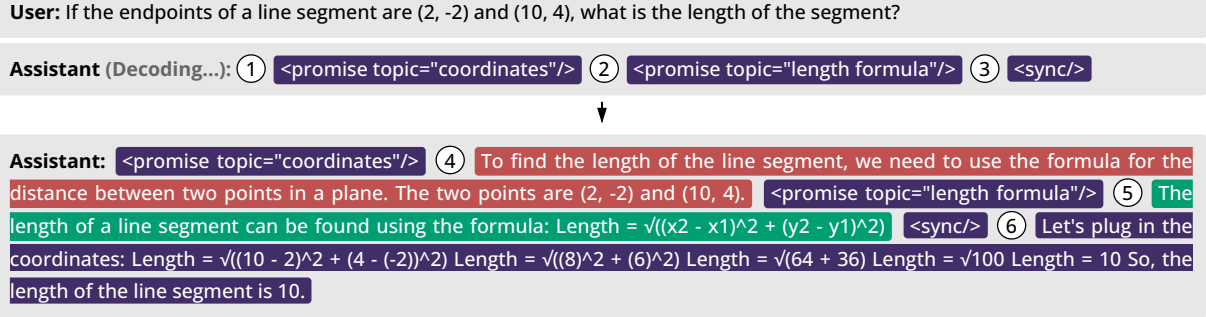 User: If the endpoints of a line segment are (2, -2) and (10, 4), what is the length of the segment?
Assistant (Decoding...): 1 <promise topic="coordinates"/> 2 <promise topic="length formula"/> 3 <sync/>
Assistant: <promise topic="coordinates"/> 4 To find the length of the line segment, we need to use the formula for the
distance between two points in a plane. The two points are (2, -2) and (10, 4). <promise topic="length formula"/> 5 The
length of a line segment can be found using the formula: Length = √((x2 - x1)^2 + (y2 - y1)^2) <sync/> 6 Let's plug in the
coordinates: Length = √((10 - 2)^2 + (4 - (-2))^2) Length = √((8)^2 + (6)^2) Length = √(64 + 36) Length = √100 Length = 10 So, the
length of the line segment is 10.